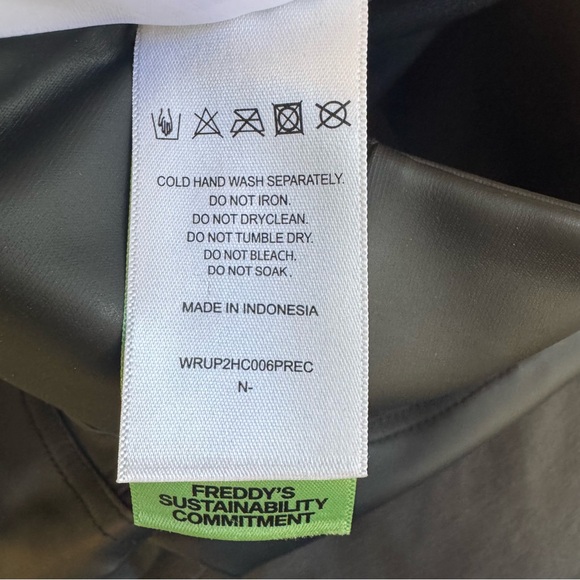 COLD HAND WASH SEPARATELY.
DO NOT IRON.
DO NOT DRYCLEAN.
DO NOT TUMBLE DRY.
DO NOT BLEACH.
DO NOT SOAK.
MADE IN INDONESIA
WRUP2HC006PREC
N-
FREDDY'S
SUSTAINABILITY
COMMITMENT